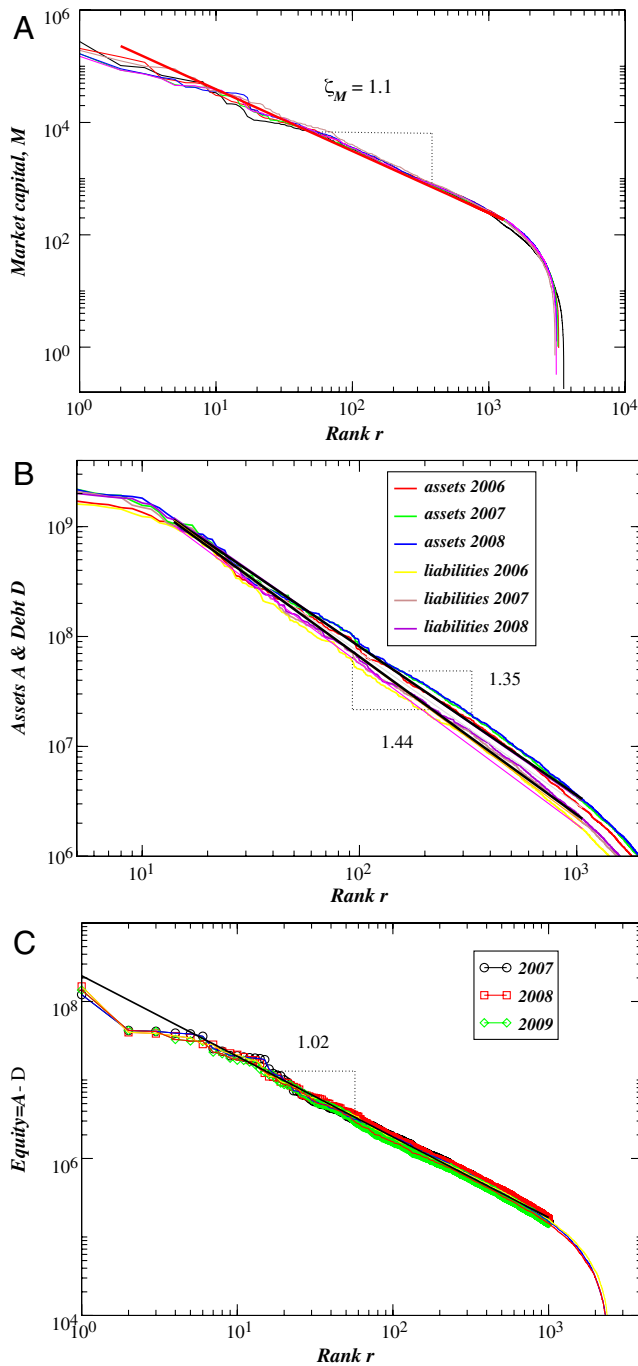 A
10^6
10^4
10^2
10^0
Market capital, M
ζ_M = 1.1
10^0 10^1 10^2 10^3 10^4
Rank r
B
10^9
10^8
10^7
10^6
Assets A & Debt D
assets 2006
assets 2007
assets 2008
liabilities 2006
liabilities 2007
liabilities 2008
1.35
1.44
10^1 10^2 10^3
Rank r
C
10^8
10^6
10^4
Equity=A - D
2007
2008
2009
1.02
10^0 10^1 10^2 10^3
Rank r